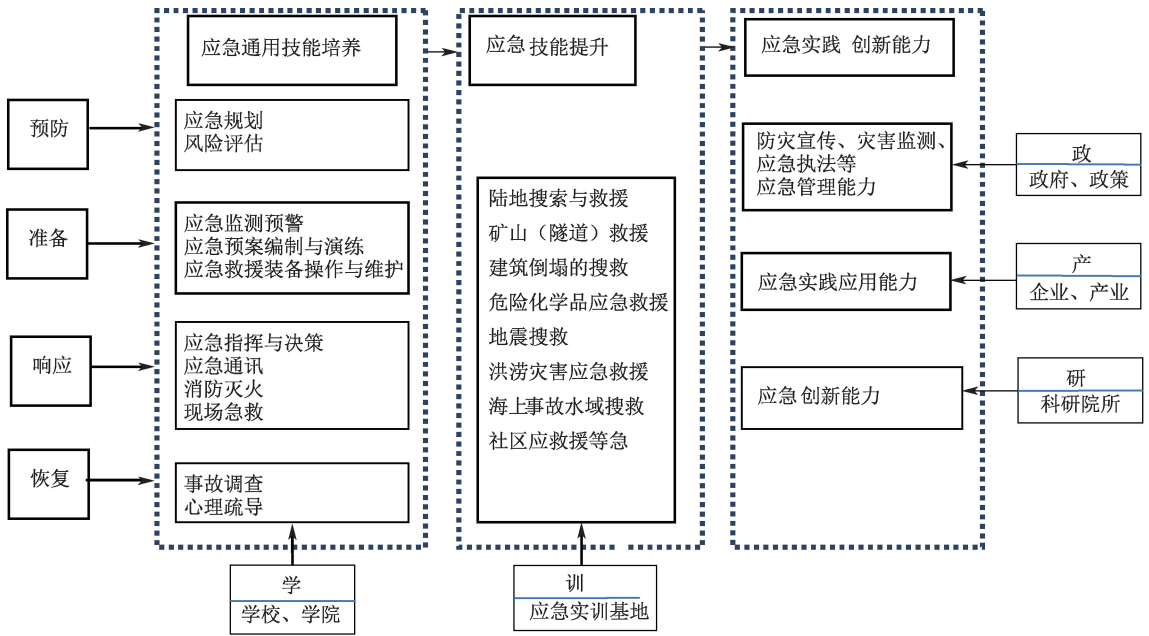 应急通用技能培养
应急 技能提升
应急实践 创新能力
预防
应急规划
风险评估
准备
应急监测预警
应急预案编制与演练
应急救援装备操作与维护
响应
应急指挥与决策
应急通讯
消防灭火
现场急救
恢复
事故调查
心理疏导
学
学校、学院
陆地搜索与救援
矿山（隧道）救援
建筑倒塌的搜救
危险化学品应急救援
地震搜救
洪涝灾害应急救援
海上事故水域搜救
社区应救援等急
训
应急实训基地
防灾宣传、灾害监测、
应急执法等
应急管理能力
政
政府、政策
应急实践应用能力
产
企业、产业
应急 创新能力
研
科研院所